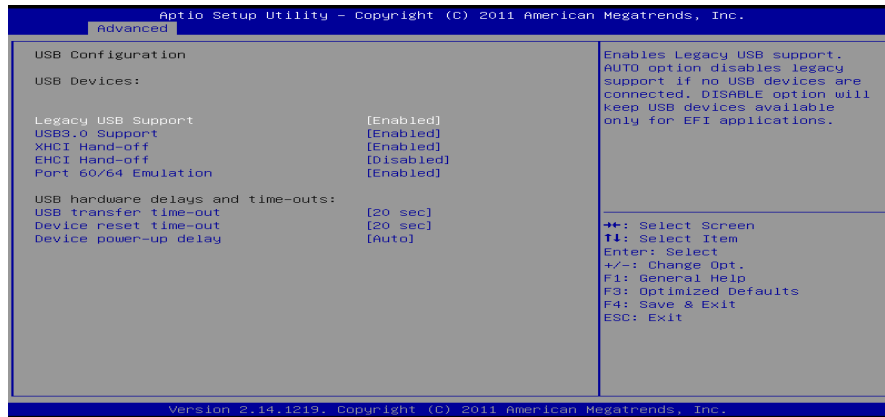 Aptio Setup Utility – Copyright (C) 2011 American Megatrends, Inc.
Advanced
USB Configuration
USB Devices:
Legacy USB Support [Enabled]
USB3.0 Support [Enabled]
XHCI Hand-off [Enabled]
EHCI Hand-off [Disabled]
Port 60/64 Emulation [Enabled]
USB hardware delays and time-outs:
USB transfer time-out [20 sec]
Device reset time-out [20 sec]
Device power-up delay [Auto]
Enables Legacy USB support.
AUTO option disables legacy
support if no USB devices are
connected. DISABLE option will
keep USB devices available
only for EFI applications.
→←: Select Screen
↑↓: Select Item
Enter: Select
+/-: Change Opt.
F1: General Help
F3: Optimized Defaults
F4: Save & Exit
ESC: Exit
Version 2.14.1219. Copyright (C) 2011 American Megatrends, Inc.